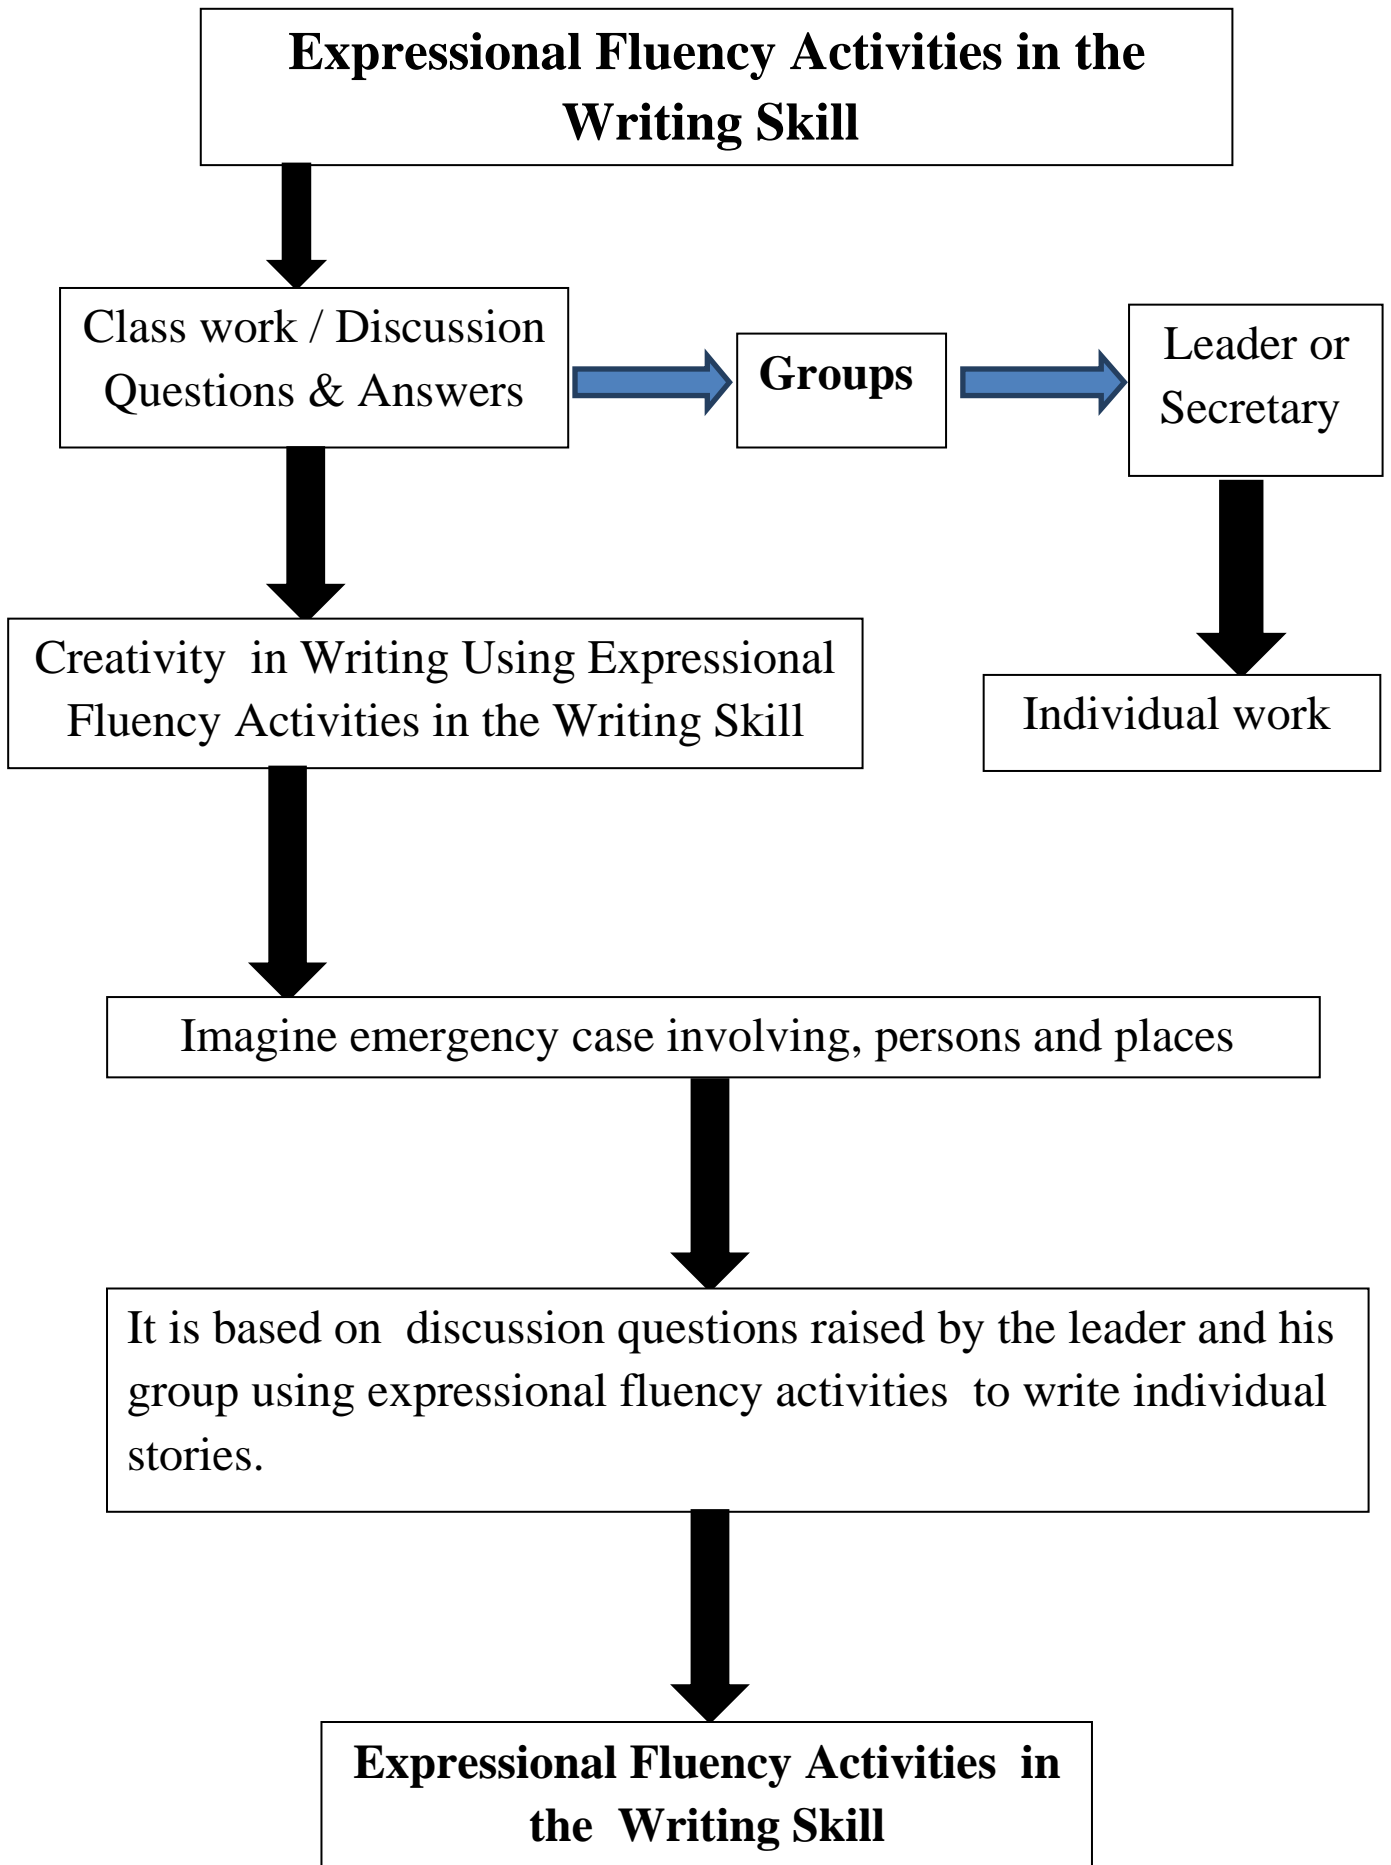 Expressional Fluency Activities in the
Writing Skill
Class work / Discussion
Questions & Answers
Groups
Leader or
Secretary
Creativity in Writing Using Expressional
Fluency Activities in the Writing Skill
Individual work
Imagine emergency case involving, persons and places
It is based on discussion questions raised by the leader and his
group using expressional fluency activities to write individual
stories.
Expressional Fluency Activities in
the Writing Skill